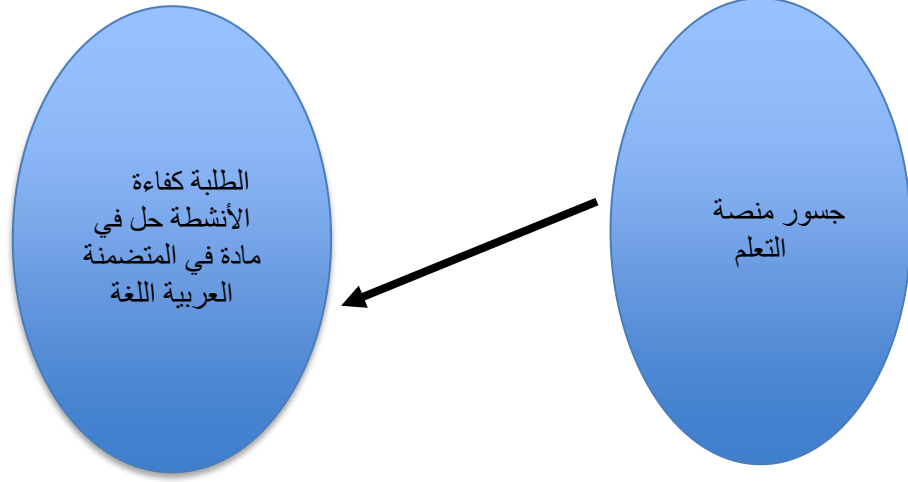 جسور منصة
التعلم
الطلبة كفاءة
الأنشطة حل في
مادة في المتضمنة
العربية اللغة